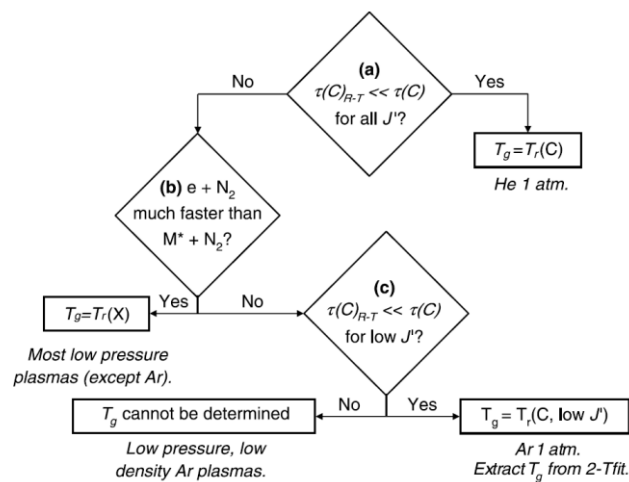 (a)
τ(C)R-T << τ(C)
for all J'?
No
Yes
Tg=Tr(C)
He 1 atm.
(b) e + N2
much faster than
M* + N2?
Yes
No
Tg=Tr(X)
Most low pressure
plasmas (except Ar).
(c)
τ(C)R-T << τ(C)
for low J'?
No
Yes
Tg cannot be determined
Low pressure, low
density Ar plasmas.
Tg = Tr(C, low J')
Ar 1 atm.
Extract Tg from 2-Tfit.